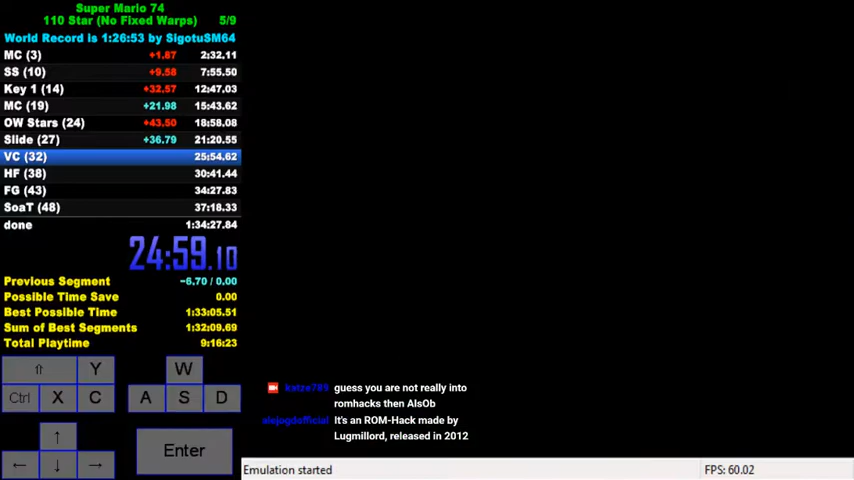 Super Mario 74
110 Star (No Fixed Warps) 5/9
World Record is 1:26:53 by SigotuSM64
MC (3) +1.87 2:32.11
SS (10) +9.58 7:55.50
Key 1 (14) +32.57 12:47.03
MC (19) +21.98 15:43.62
OW Stars (24) +43.50 18:58.08
Slide (27) +36.79 21:20.55
VC (32) 25:54.62
HF (38) 30:41.44
FG (43) 34:27.83
SoaT (48) 37:18.33
done 1:34:27.84
24:59.10
Previous Segment -6.70 / 0.00
Possible Time Save 0.00
Best Possible Time 1:33:05.51
Sum of Best Segments 1:32:09.69
Total Playtime 9:16:23
⇧ Y W
Ctrl X C A S D
↑ Enter
← ↓ →
katze789 guess you are not really into
romhacks then AlsOb
alejugdofficial It's an ROM-Hack made by
Lugmillord, released in 2012
Emulation started FPS: 60.02